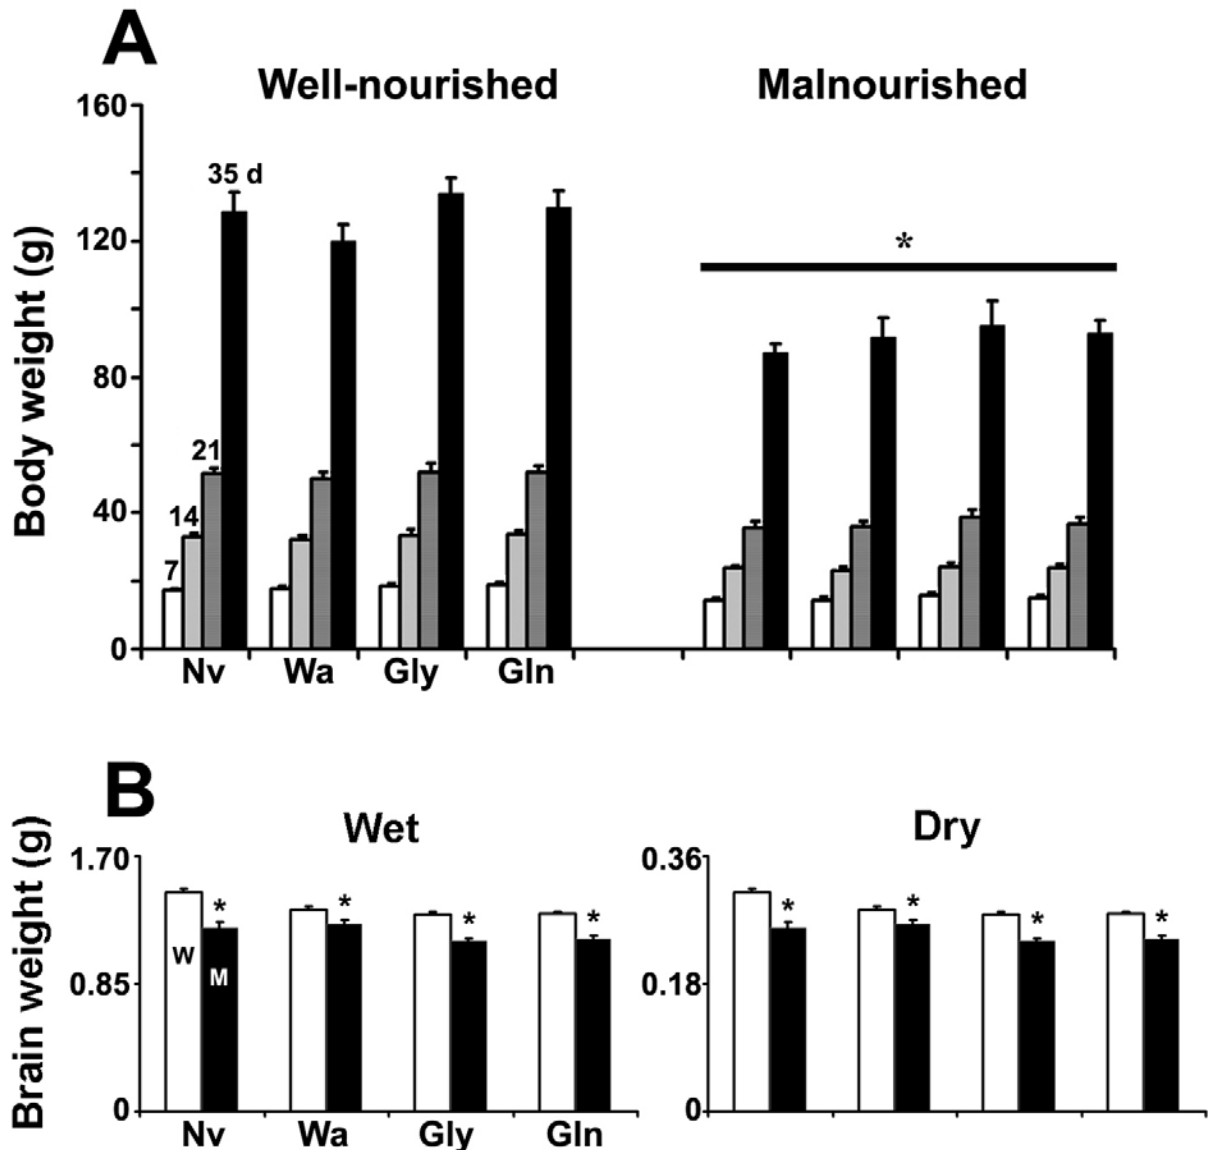 A
Well-nourished
Malnourished
Body weight (g)
160
120
80
40
0
35 d
21
14
7
*
Nv Wa Gly Gln
B
Wet
Dry
Brain weight (g)
1.70
0.85
0
W
M
* * * *
Nv Wa Gly Gln
0.36
0.18
0
* * * *